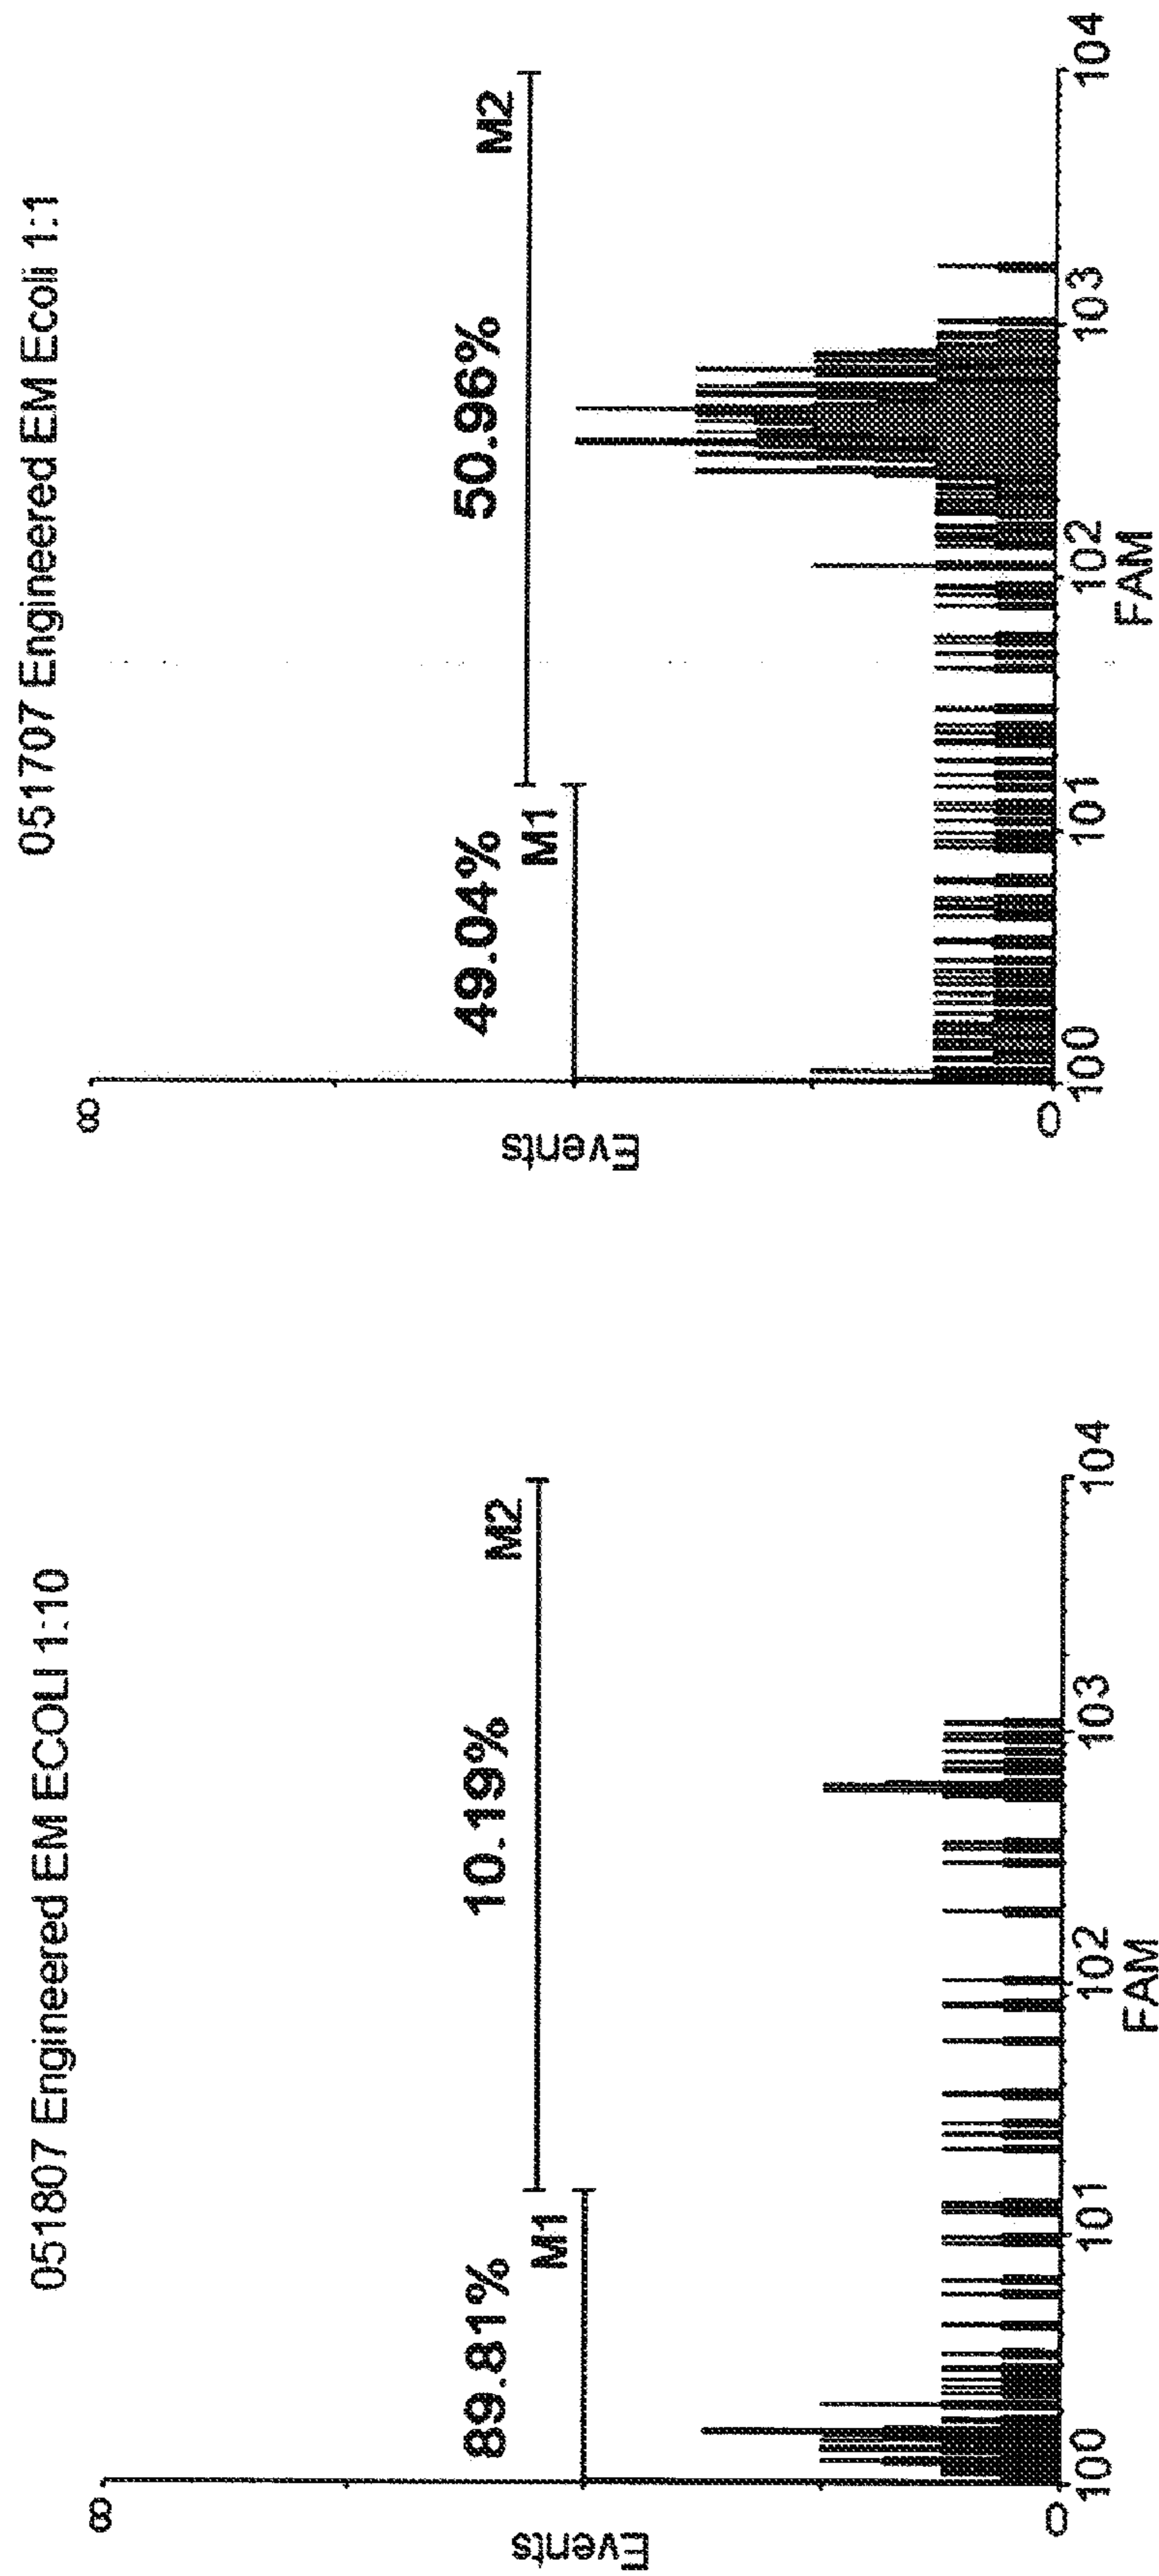 051807 Engineered EM ECOLI 1:10
8
Events
0
89.81%
M1
10.19%
M2
100
101
102
103
104
FAM
051707 Engineered EM Ecoli 1:1
8
Events
0
49.04%
M1
50.96%
M2
100
101
102
103
104
FAM